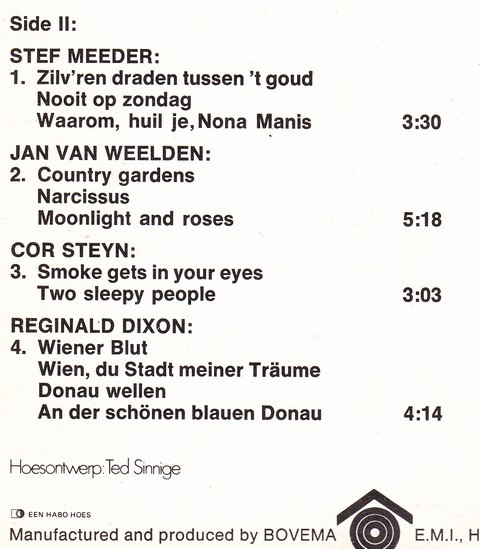 Side II:
STEF MEEDER:
1. Zilv'ren draden tussen 't goud
Nooit op zondag
Waarom, huil je, Nona Manis 3:30
JAN VAN WEELDEN:
2. Country gardens
Narcissus
Moonlight and roses 5:18
COR STEYN:
3. Smoke gets in your eyes
Two sleepy people 3:03
REGINALD DIXON:
4. Wiener Blut
Wien, du Stadt meiner Träume
Donau wellen
An der schönen blauen Donau 4:14
Hoesontwerp: Ted Sinnige
EEN HABO HOES
Manufactured and produced by BOVEMA E.M.I., H